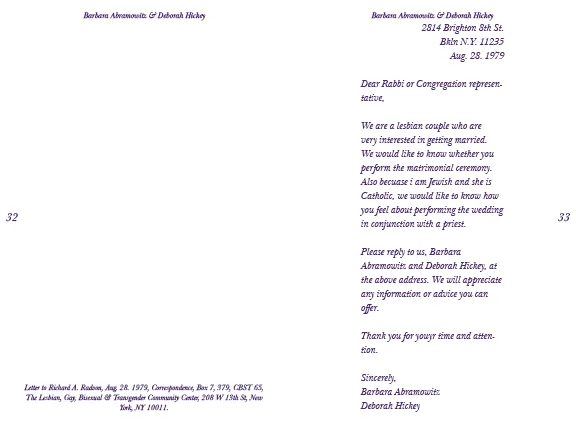 Barbara Abramowitz & Deborah Hickey
32
Letter to Richard A. Radson, Aug. 28. 1979, Correspondence, Box 7, 379, CBST 65,
The Lesbian, Gay, Bisexual & Transgender Community Center, 208 W 13th St, New
York, NY 10011.
Barbara Abramowitz & Deborah Hickey
2814 Brighton 8th St.
Bkln N.Y. 11235
Aug. 28. 1979
Dear Rabbi or Congregation represen-
tative,
We are a lesbian couple who are
very interested in getting married.
We would like to know whether you
perform the matrimonial ceremony.
Also becuase i am Jewish and she is
Catholic, we would like to know how
you feel about performing the wedding
in conjunction with a priest.
Please reply to us, Barbara
Abramowitz and Deborah Hickey, at
the above address. We will appreciate
any information or advice you can
offer.
Thank you for youyr time and atten-
tion.
Sincerely,
Barbara Abramowitz
Deborah Hickey
33